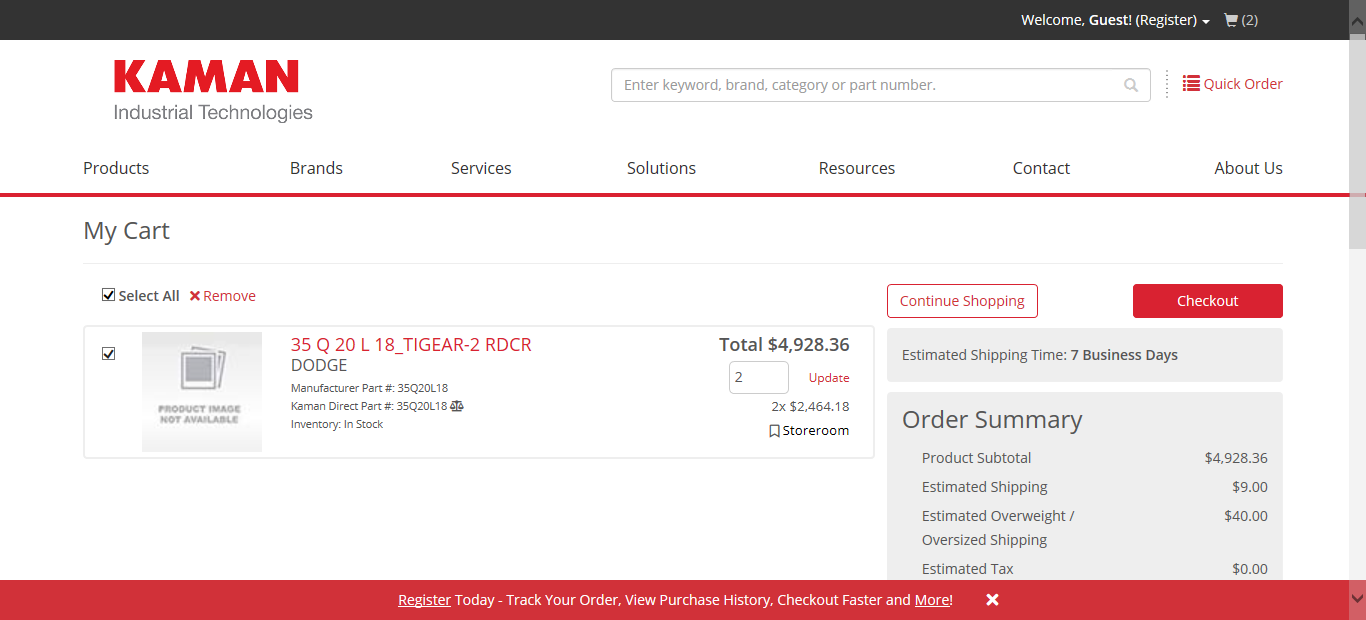 Welcome, Guest! (Register) (2)
KAMAN
Industrial Technologies
Enter keyword, brand, category or part number.
Quick Order
Products Brands Services Solutions Resources Contact About Us
My Cart
Select All Remove
Continue Shopping
Checkout
PRODUCT IMAGE
NOT AVAILABLE
35 Q 20 L 18_TIGEAR-2 RDCR
DODGE
Manufacturer Part #: 35Q20L18
Kaman Direct Part #: 35Q20L18
Inventory: In Stock
Total $4,928.36
2 Update
2x $2,464.18
Storeroom
Estimated Shipping Time: 7 Business Days
Order Summary
Product Subtotal $4,928.36
Estimated Shipping $9.00
Estimated Overweight / $40.00
Oversized Shipping
Estimated Tax $0.00
Register Today - Track Your Order, View Purchase History, Checkout Faster and More!